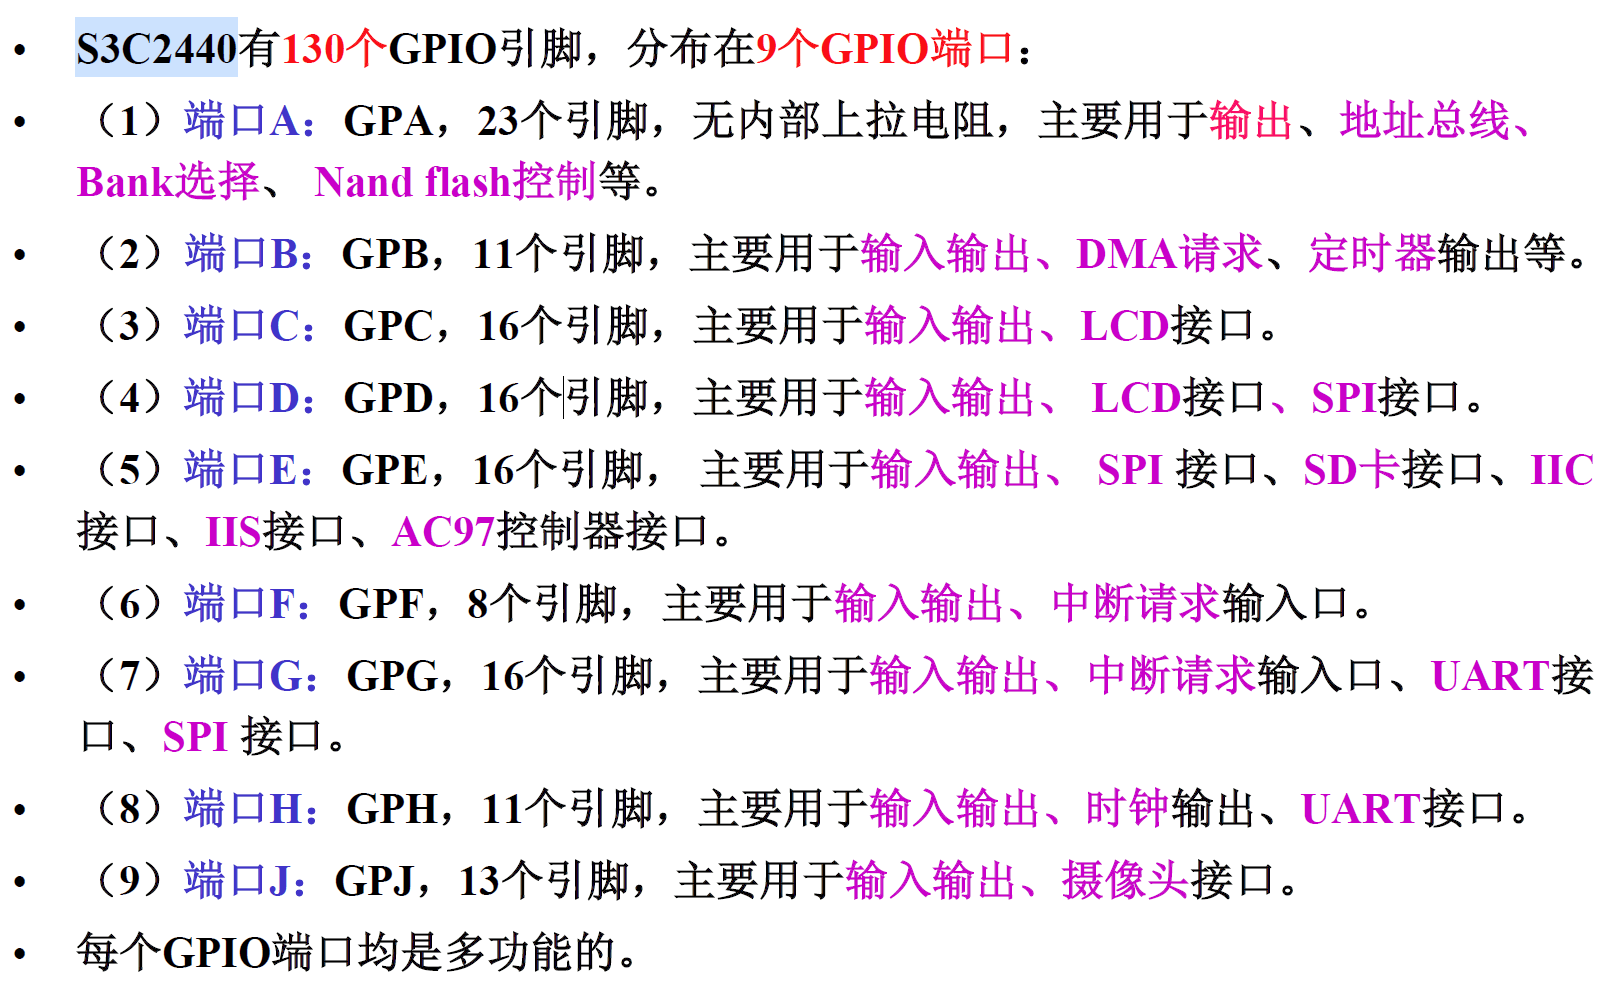 • S3C2440有130个GPIO引脚，分布在9个GPIO端口：
• （1）端口A：GPA，23个引脚，无内部上拉电阻，主要用于输出、地址总线、
Bank选择、 Nand flash控制等。
• （2）端口B：GPB，11个引脚，主要用于输入输出、DMA请求、定时器输出等。
• （3）端口C：GPC，16个引脚，主要用于输入输出、LCD接口。
• （4）端口D：GPD，16个引脚，主要用于输入输出、 LCD接口、SPI接口。
• （5）端口E：GPE，16个引脚， 主要用于输入输出、 SPI 接口、SD卡接口、IIC
接口、IIS接口、AC97控制器接口。
• （6）端口F：GPF，8个引脚，主要用于输入输出、中断请求输入口。
• （7）端口G：GPG，16个引脚，主要用于输入输出、中断请求输入口、UART接
口、SPI 接口。
• （8）端口H：GPH，11个引脚，主要用于输入输出、时钟输出、UART接口。
• （9）端口J：GPJ，13个引脚，主要用于输入输出、摄像头接口。
• 每个GPIO端口均是多功能的。